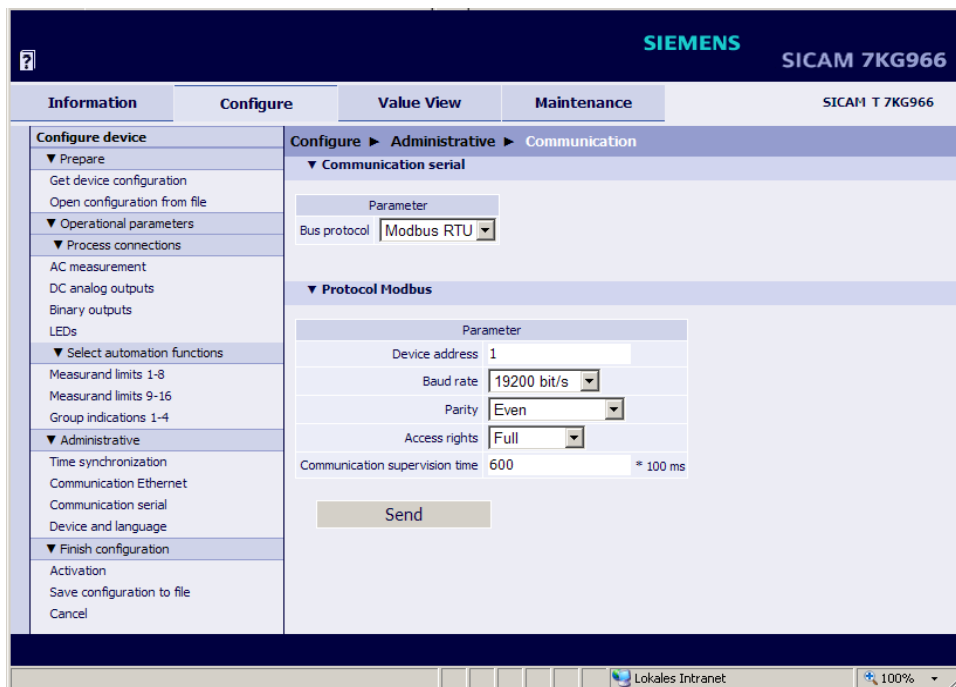 SIEMENS
?
SICAM 7KG966
Information
Configure
Value View
Maintenance
SICAM T 7KG966
Configure device
▼ Prepare
Get device configuration
Open configuration from file
▼ Operational parameters
▼ Process connections
AC measurement
DC analog outputs
Binary outputs
LEDs
▼ Select automation functions
Measurand limits 1-8
Measurand limits 9-16
Group indications 1-4
▼ Administrative
Time synchronization
Communication Ethernet
Communication serial
Device and language
▼ Finish configuration
Activation
Save configuration to file
Cancel
Configure ► Administrative ► Communication
▼ Communication serial
Parameter
Bus protocol Modbus RTU
▼ Protocol Modbus
Parameter
Device address 1
Baud rate 19200 bit/s
Parity Even
Access rights Full
Communication supervision time 600 * 100 ms
Send
Lokales Intranet
100%